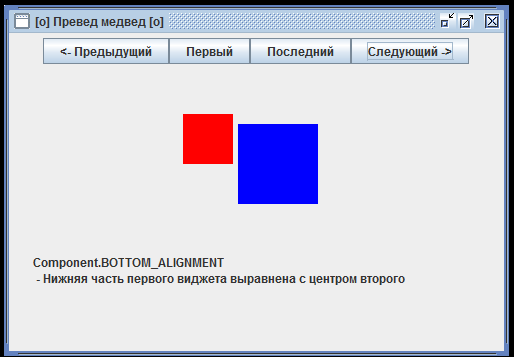 [o] Превед медвед [o]
<- Предыдущий Первый Последний Следующий ->
Component.BOTTOM_ALIGNMENT
- Нижняя часть первого виджета выравнена с центром второго